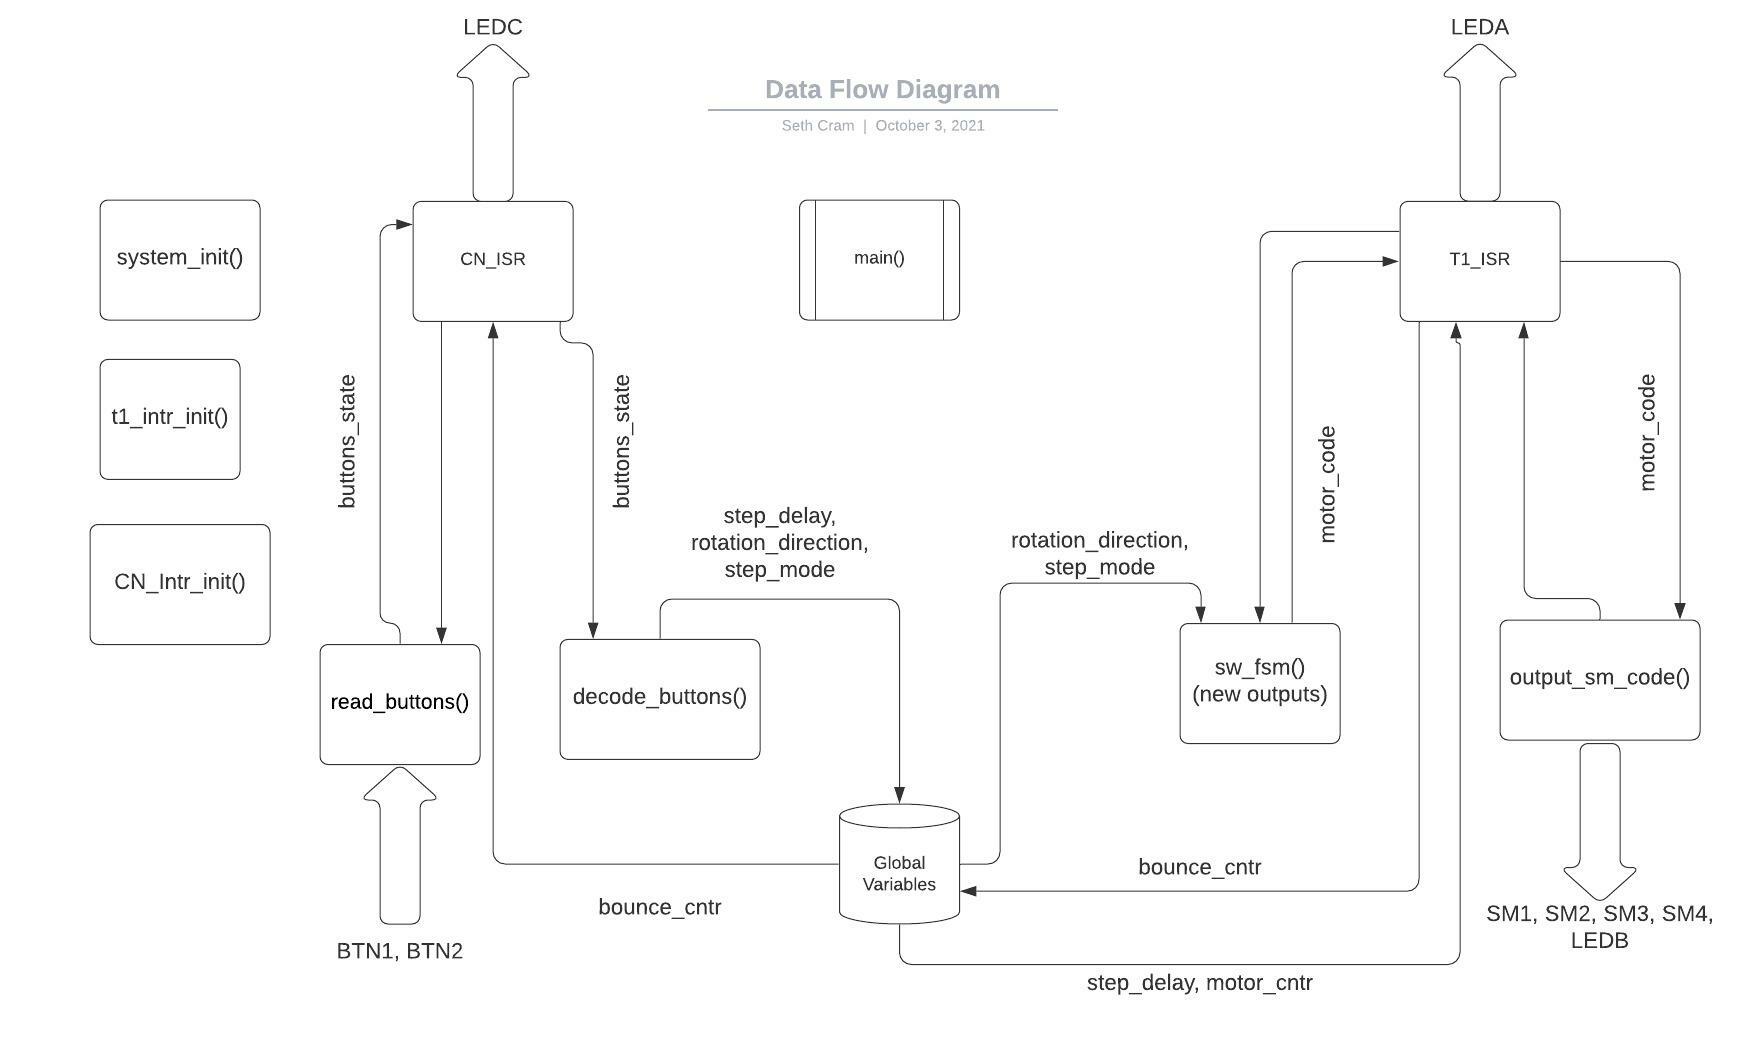 LEDC
LEDA
Data Flow Diagram
Seth Cram | October 3, 2021
system_init()
CN_ISR
main()
T1_ISR
t1_intr_init()
buttons_state
buttons_state
motor_code
motor_code
step_delay,
rotation_direction,
step_mode
rotation_direction,
step_mode
CN_Intr_init()
read_buttons()
decode_buttons()
sw_fsm()
(new outputs)
output_sm_code()
Global
Variables
bounce_cntr
bounce_cntr
BTN1, BTN2
SM1, SM2, SM3, SM4,
LEDB
step_delay, motor_cntr